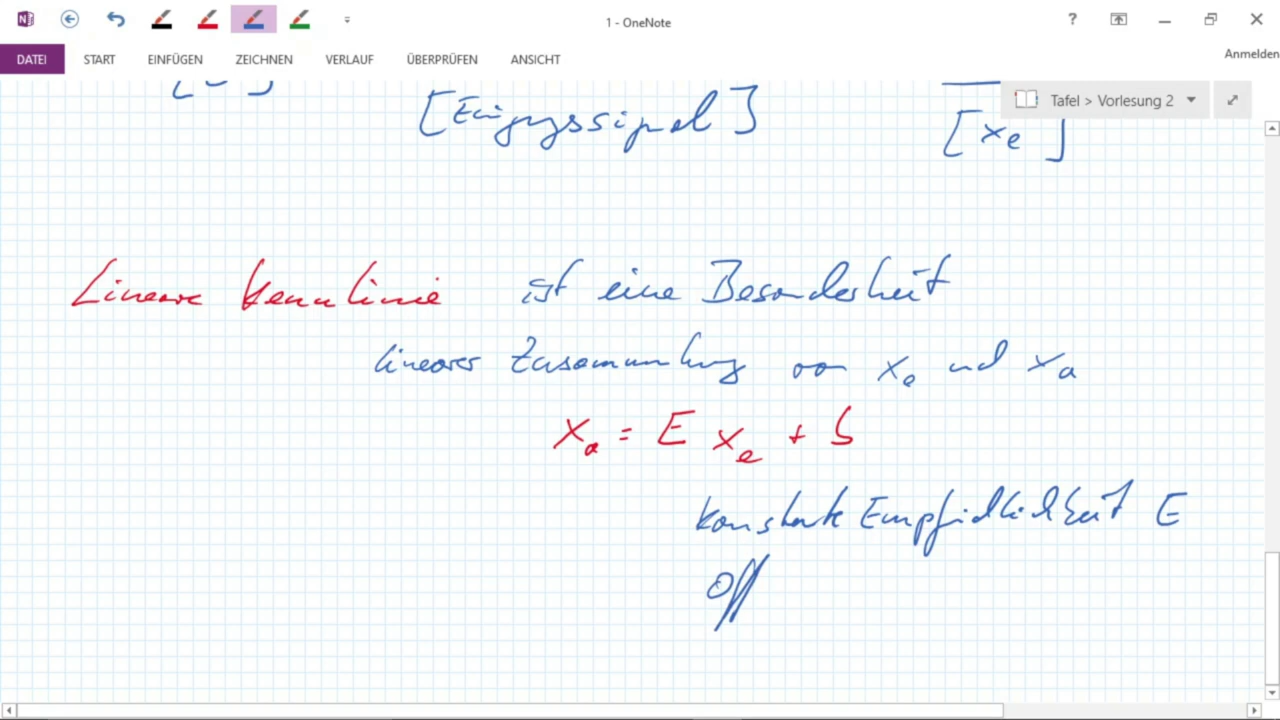 1 - OneNote
?
DATEI START EINFÜGEN ZEICHNEN VERLAUF ÜBERPRÜFEN ANSICHT Anmelden
Tafel > Vorlesung 2
[Eingangssignal] [xₑ]
Lineare Kennlinie ist eine Besonderheit
linearer Zusammenhang von xₑ und xₐ
xₐ = E xₑ + b
konstante Empfindlichkeit E
Off